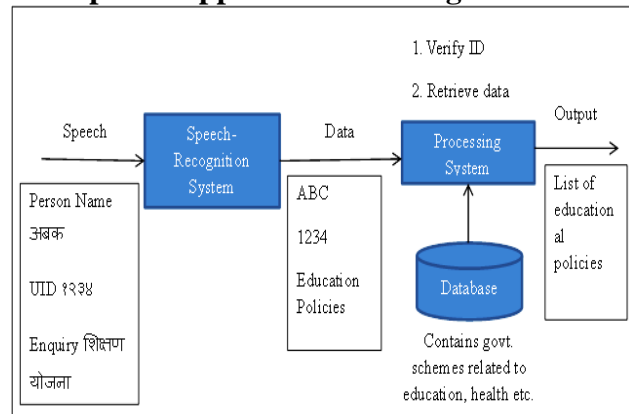 1. Verify ID
2. Retrieve data
Speech
Speech-
Recognition
System
Data
Processing
System
Output
Person Name
अबक
UID १२३४
Enquiry शिक्षण
योजना
ABC
1234
Education
Policies
List of
education
al
policies
Database
Contains govt.
schemes related to
education, health etc.